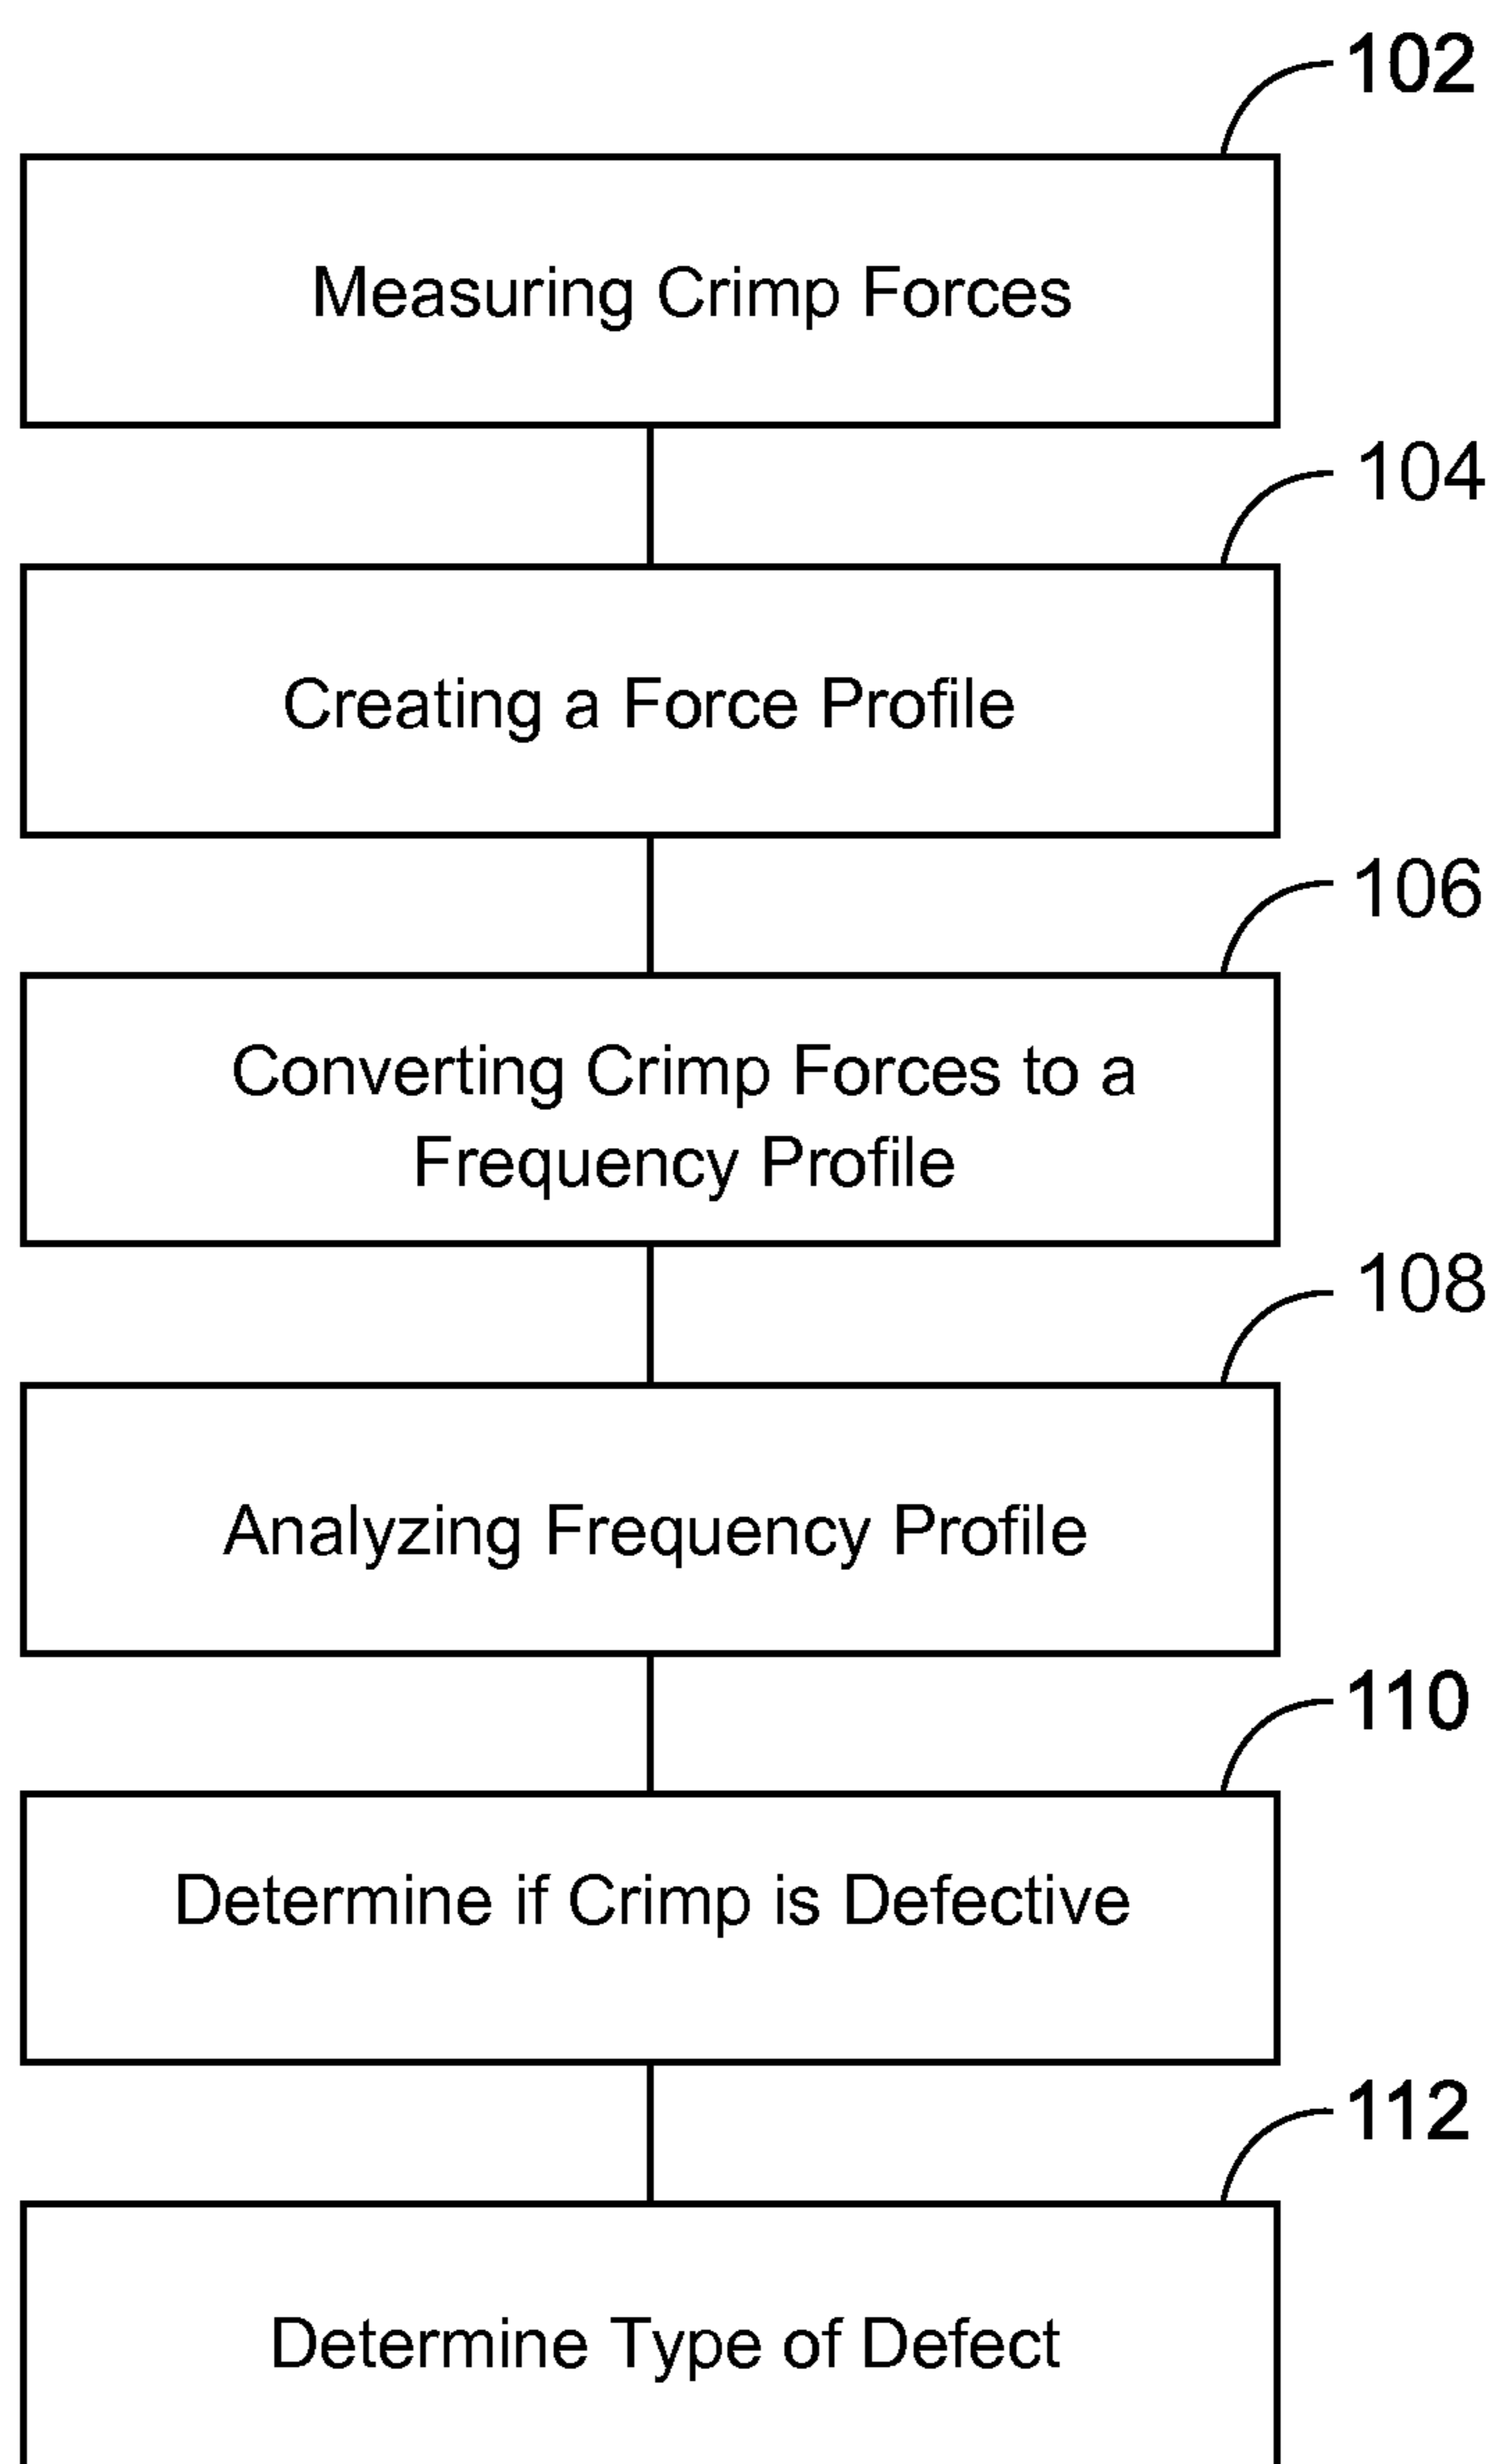 102
Measuring Crimp Forces
104
Creating a Force Profile
106
Converting Crimp Forces to a
Frequency Profile
108
Analyzing Frequency Profile
110
Determine if Crimp is Defective
112
Determine Type of Defect